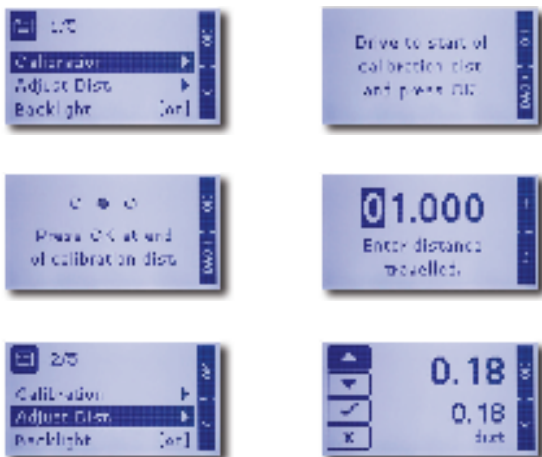 1/5
Calibration
Adjust Dist.
Backlight [on]
Drive to start of
calibration dist.
and press OK
Press OK at end
of calibration dist.
01.000
Enter distance
travelled.
2/5
Calibration
Adjust Dist.
Backlight [on]
0.18
0.18
dist